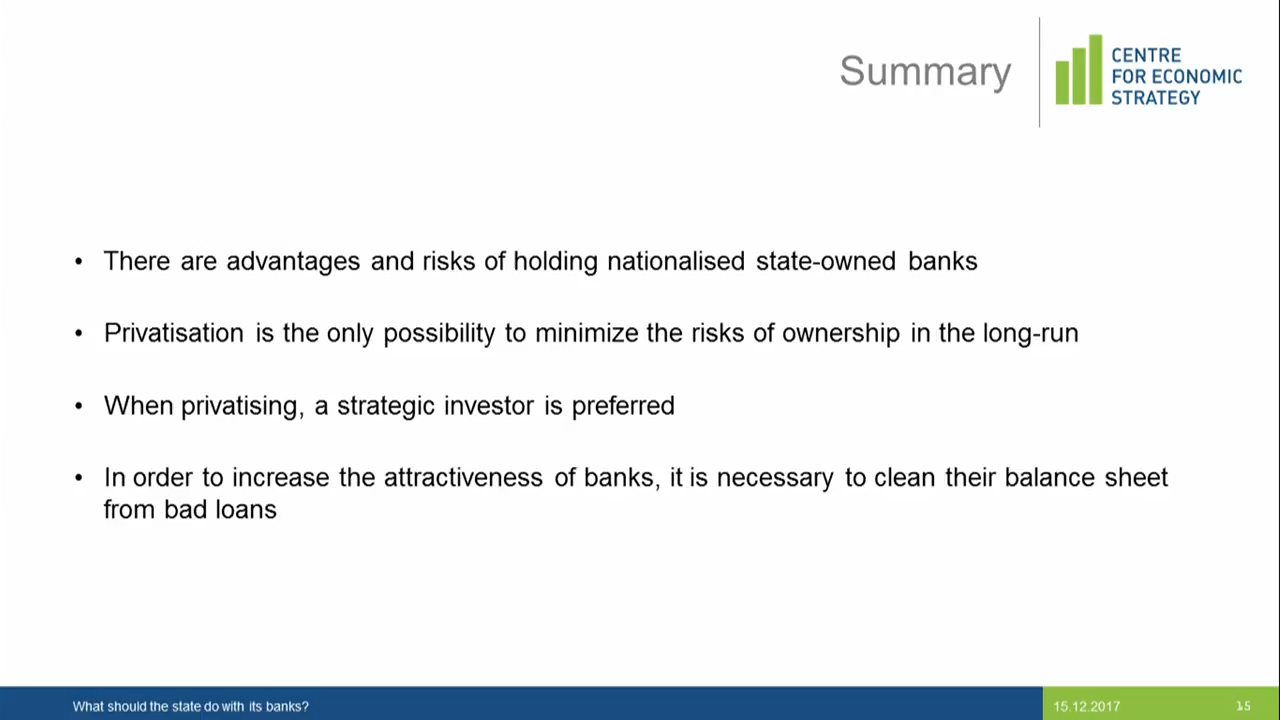 Summary
CENTRE
FOR ECONOMIC
STRATEGY
• There are advantages and risks of holding nationalised state-owned banks
• Privatisation is the only possibility to minimize the risks of ownership in the long-run
• When privatising, a strategic investor is preferred
• In order to increase the attractiveness of banks, it is necessary to clean their balance sheet
from bad loans
What should the state do with its banks?
15.12.2017
15